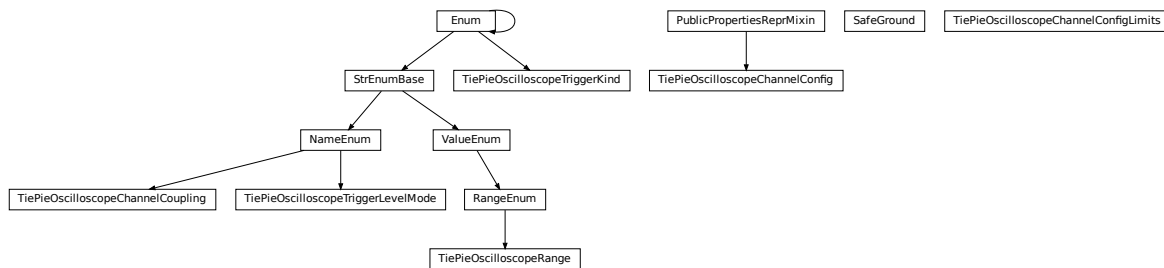 Enum
PublicPropertiesReprMixin
SafeGround
TiePieOscilloscopeChannelConfigLimits
StrEnumBase
TiePieOscilloscopeTriggerKind
TiePieOscilloscopeChannelConfig
NameEnum
ValueEnum
TiePieOscilloscopeChannelCoupling
TiePieOscilloscopeTriggerLevelMode
RangeEnum
TiePieOscilloscopeRange